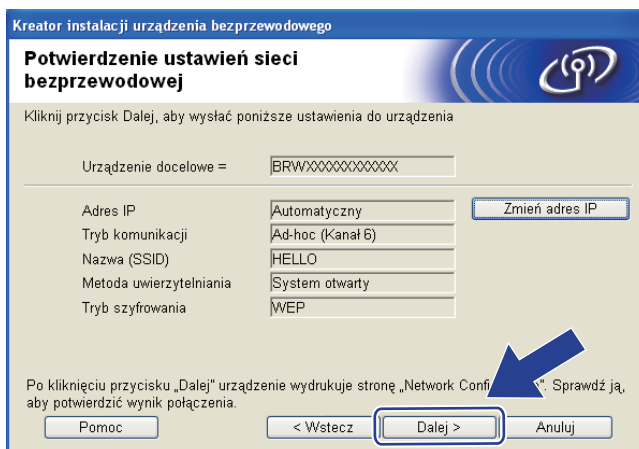 Kreator instalacji urządzenia bezprzewodowego
Potwierdzenie ustawień sieci
bezprzewodowej
Kliknij przycisk Dalej, aby wysłać poniższe ustawienia do urządzenia
Urządzenie docelowe = BRWXXXXXXXXXXX
Adres IP Automatyczny Zmień adres IP
Tryb komunikacji Ad-hoc (Kanał 6)
Nazwa (SSID) HELLO
Metoda uwierzytelniania System otwarty
Tryb szyfrowania WEP
Po kliknięciu przycisku „Dalej" urządzenie wydrukuje stronę „Network Sprawdź ją,
aby potwierdzić wynik połączenia.
Pomoc < Wstecz Dalej > Anuluj